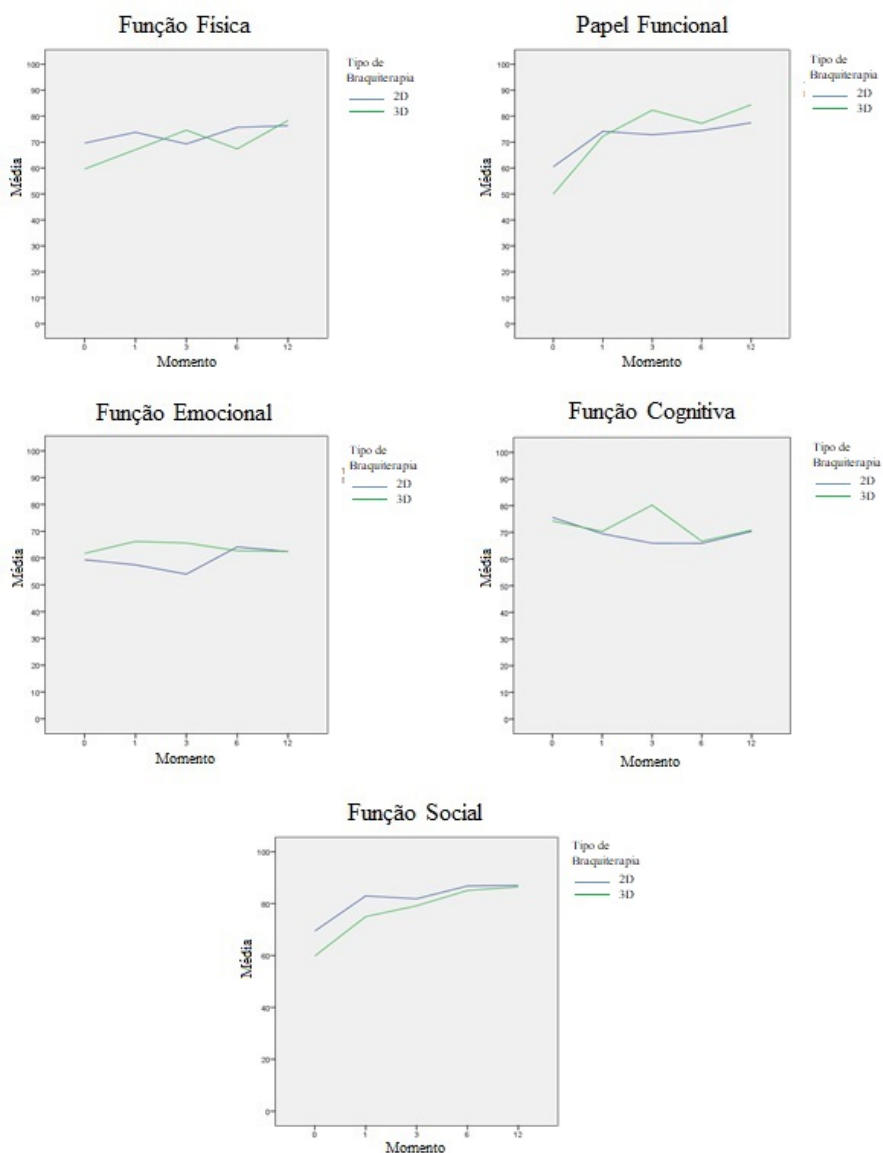 Função Física
Tipo de
Braquiterapia
2D
3D
100
90
80
70
60
50
40
30
20
10
0
Média
0 1 3 6 12
Momento
Papel Funcional
Tipo de
Braquiterapia
2D
3D
100
90
80
70
60
50
40
30
20
10
0
Média
0 1 3 6 12
Momento
Função Emocional
Tipo de
Braquiterapia
2D
3D
100
90
80
70
60
50
40
30
20
10
0
Média
0 1 3 6 12
Momento
Função Cognitiva
Tipo de
Braquiterapia
2D
3D
100
90
80
70
60
50
40
30
20
10
0
Média
0 1 3 6 12
Momento
Função Social
Tipo de
Braquiterapia
2D
3D
100
80
60
40
20
0
Média
0 1 3 6 12
Momento